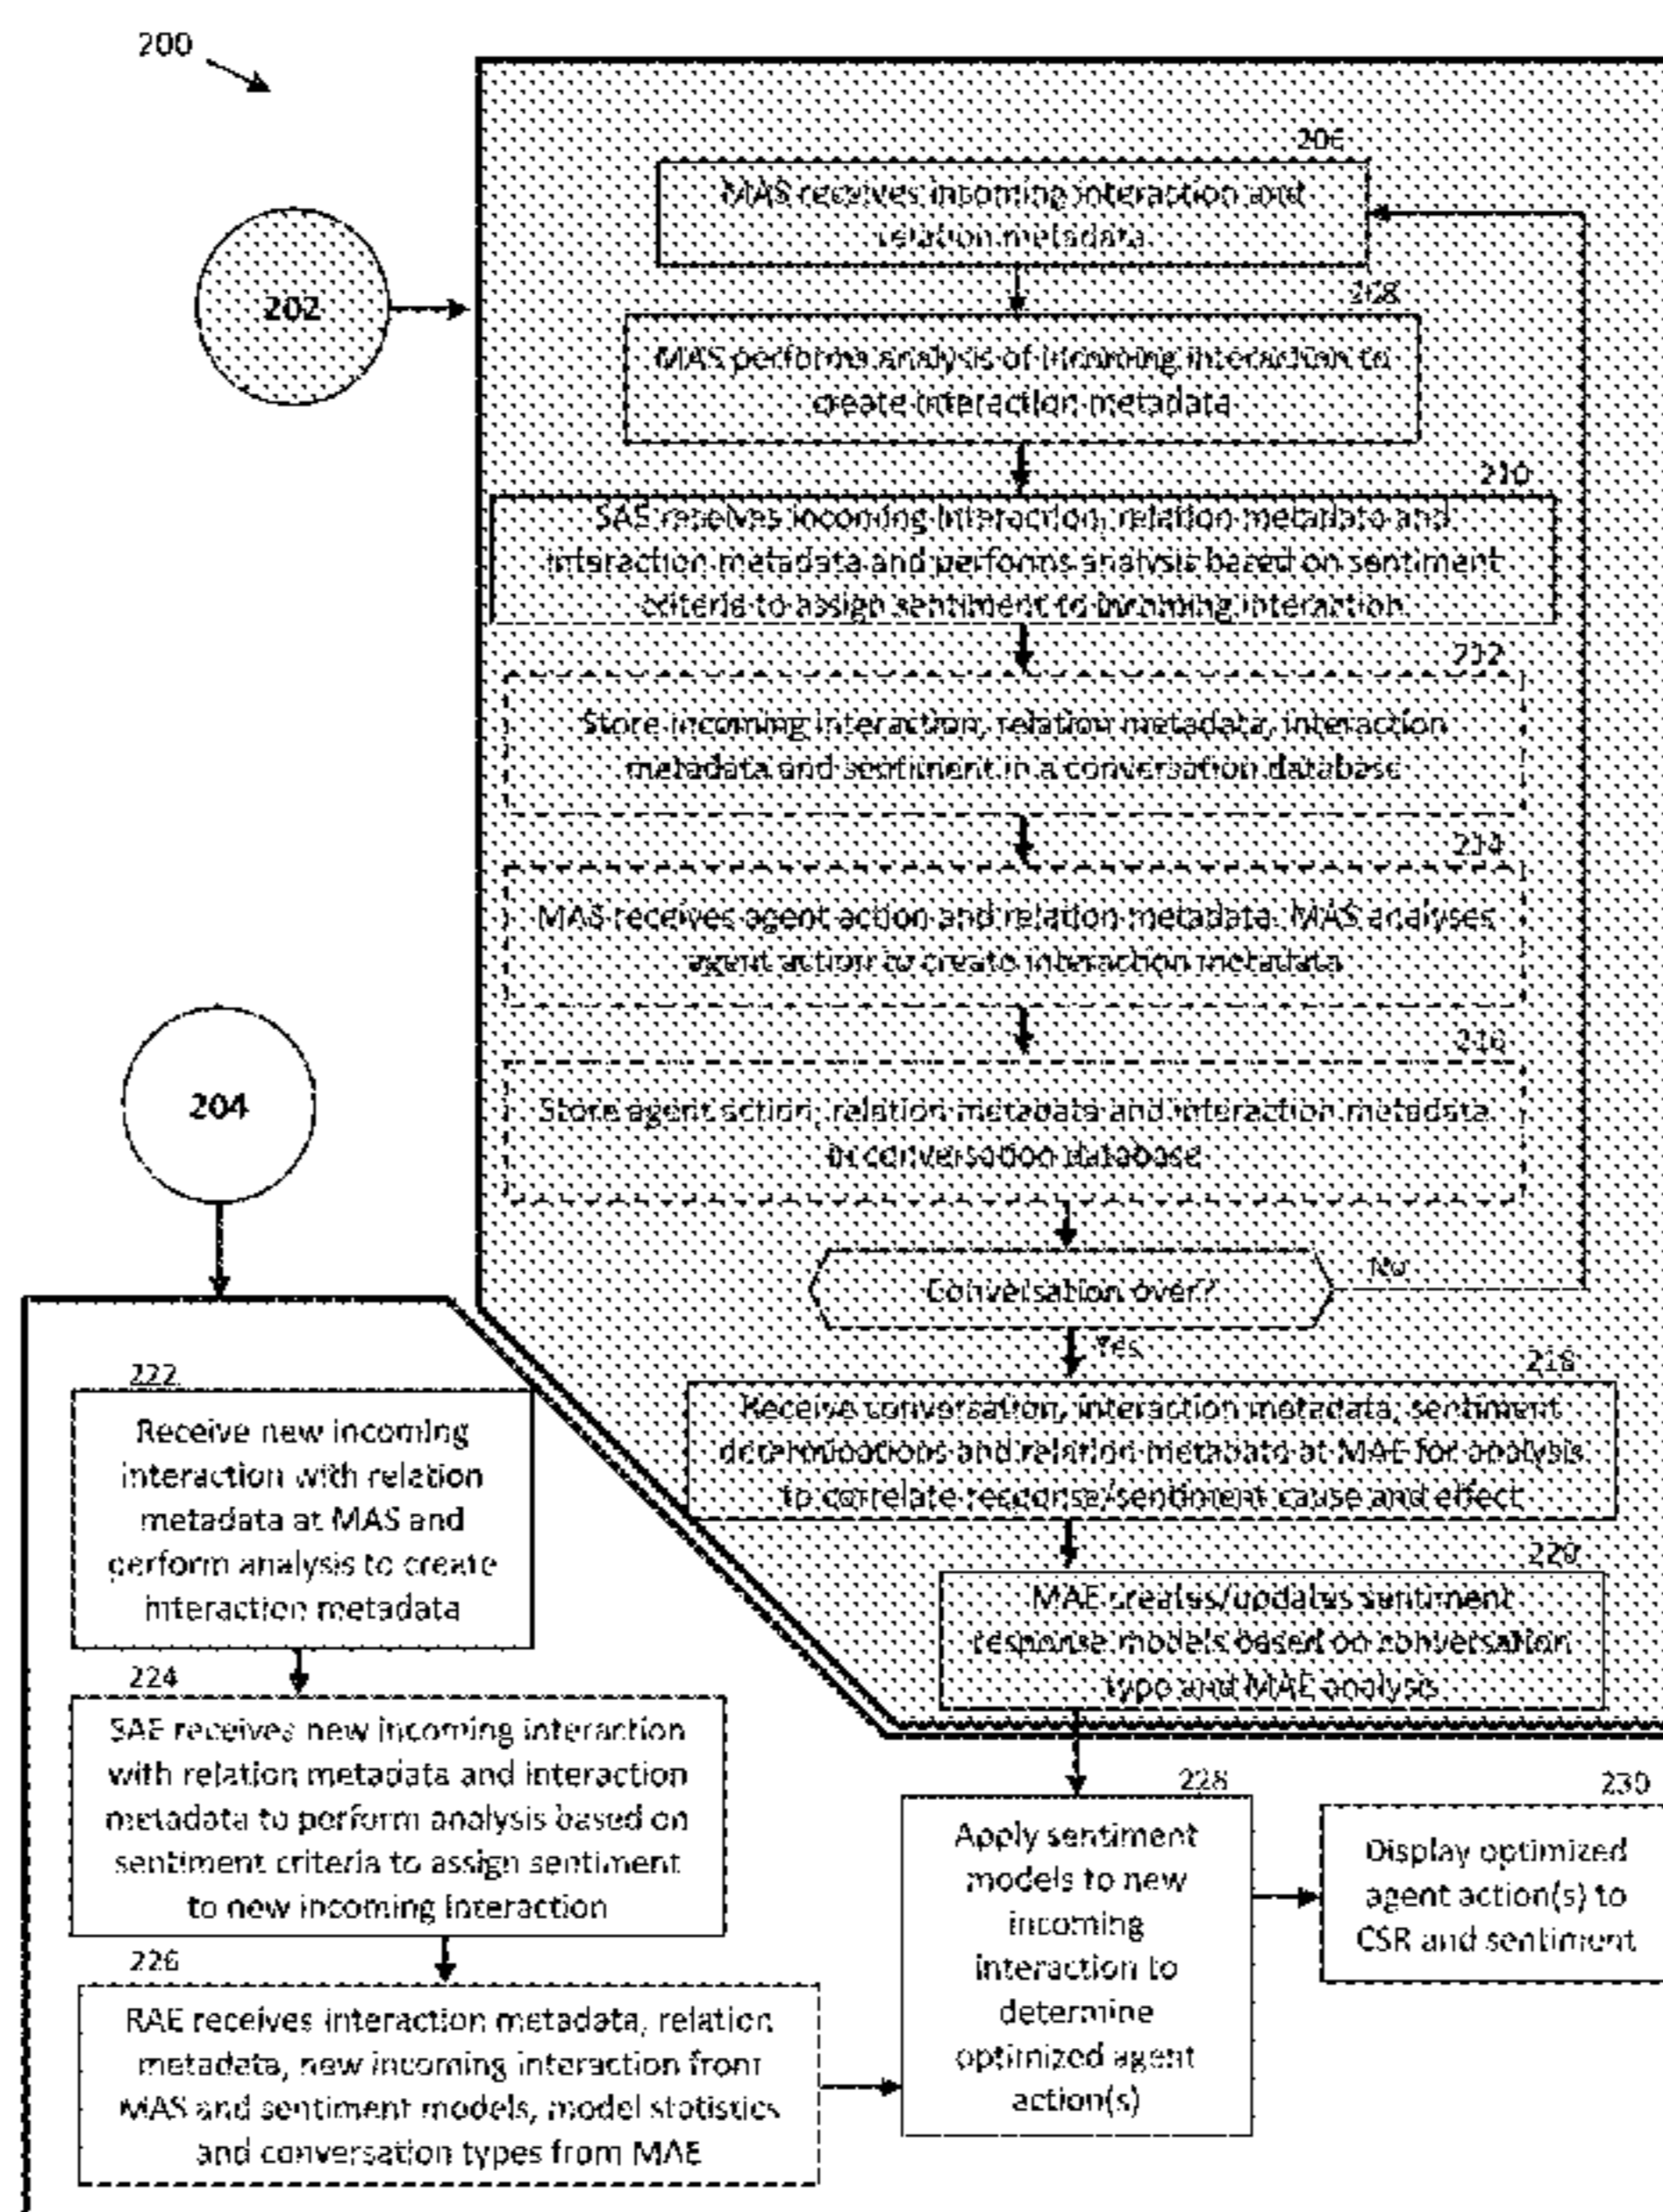 200
202
206
MAS receives incoming interaction and
relation metadata
208
MAS performs analysis of incoming interaction to
create interaction metadata
210
SAE receives incoming interaction, relation metadata and
interaction metadata and performs analysis based on sentiment
criteria to assign sentiment to incoming interaction
212
Store incoming interaction, relation metadata, interaction
metadata and sentiment in a conversation database
214
MAS receives agent action and relation metadata. MAS analyses
agent action to create interaction metadata
216
Store agent action, relation metadata and interaction metadata
in conversation database
Conversation over?
No
Yes
218
Receive conversation, interaction metadata, sentiment
determinations and relation metadata at MAE for analysis
to correlate response/sentiment cause and effect
220
MAE creates/updates sentiment
response models based on conversation
type and MAE analysis
204
222
Receive new incoming
interaction with relation
metadata at MAS and
perform analysis to create
interaction metadata
224
SAE receives new incoming interaction
with relation metadata and interaction
metadata to perform analysis based on
sentiment criteria to assign sentiment
to new incoming interaction
226
RAE receives interaction metadata, relation
metadata, new incoming interaction from
MAS and sentiment models, model statistics
and conversation types from MAE
228
Apply sentiment
models to new
incoming
interaction to
determine
optimized agent
action(s)
230
Display optimized
agent action(s) to
CSR and sentiment